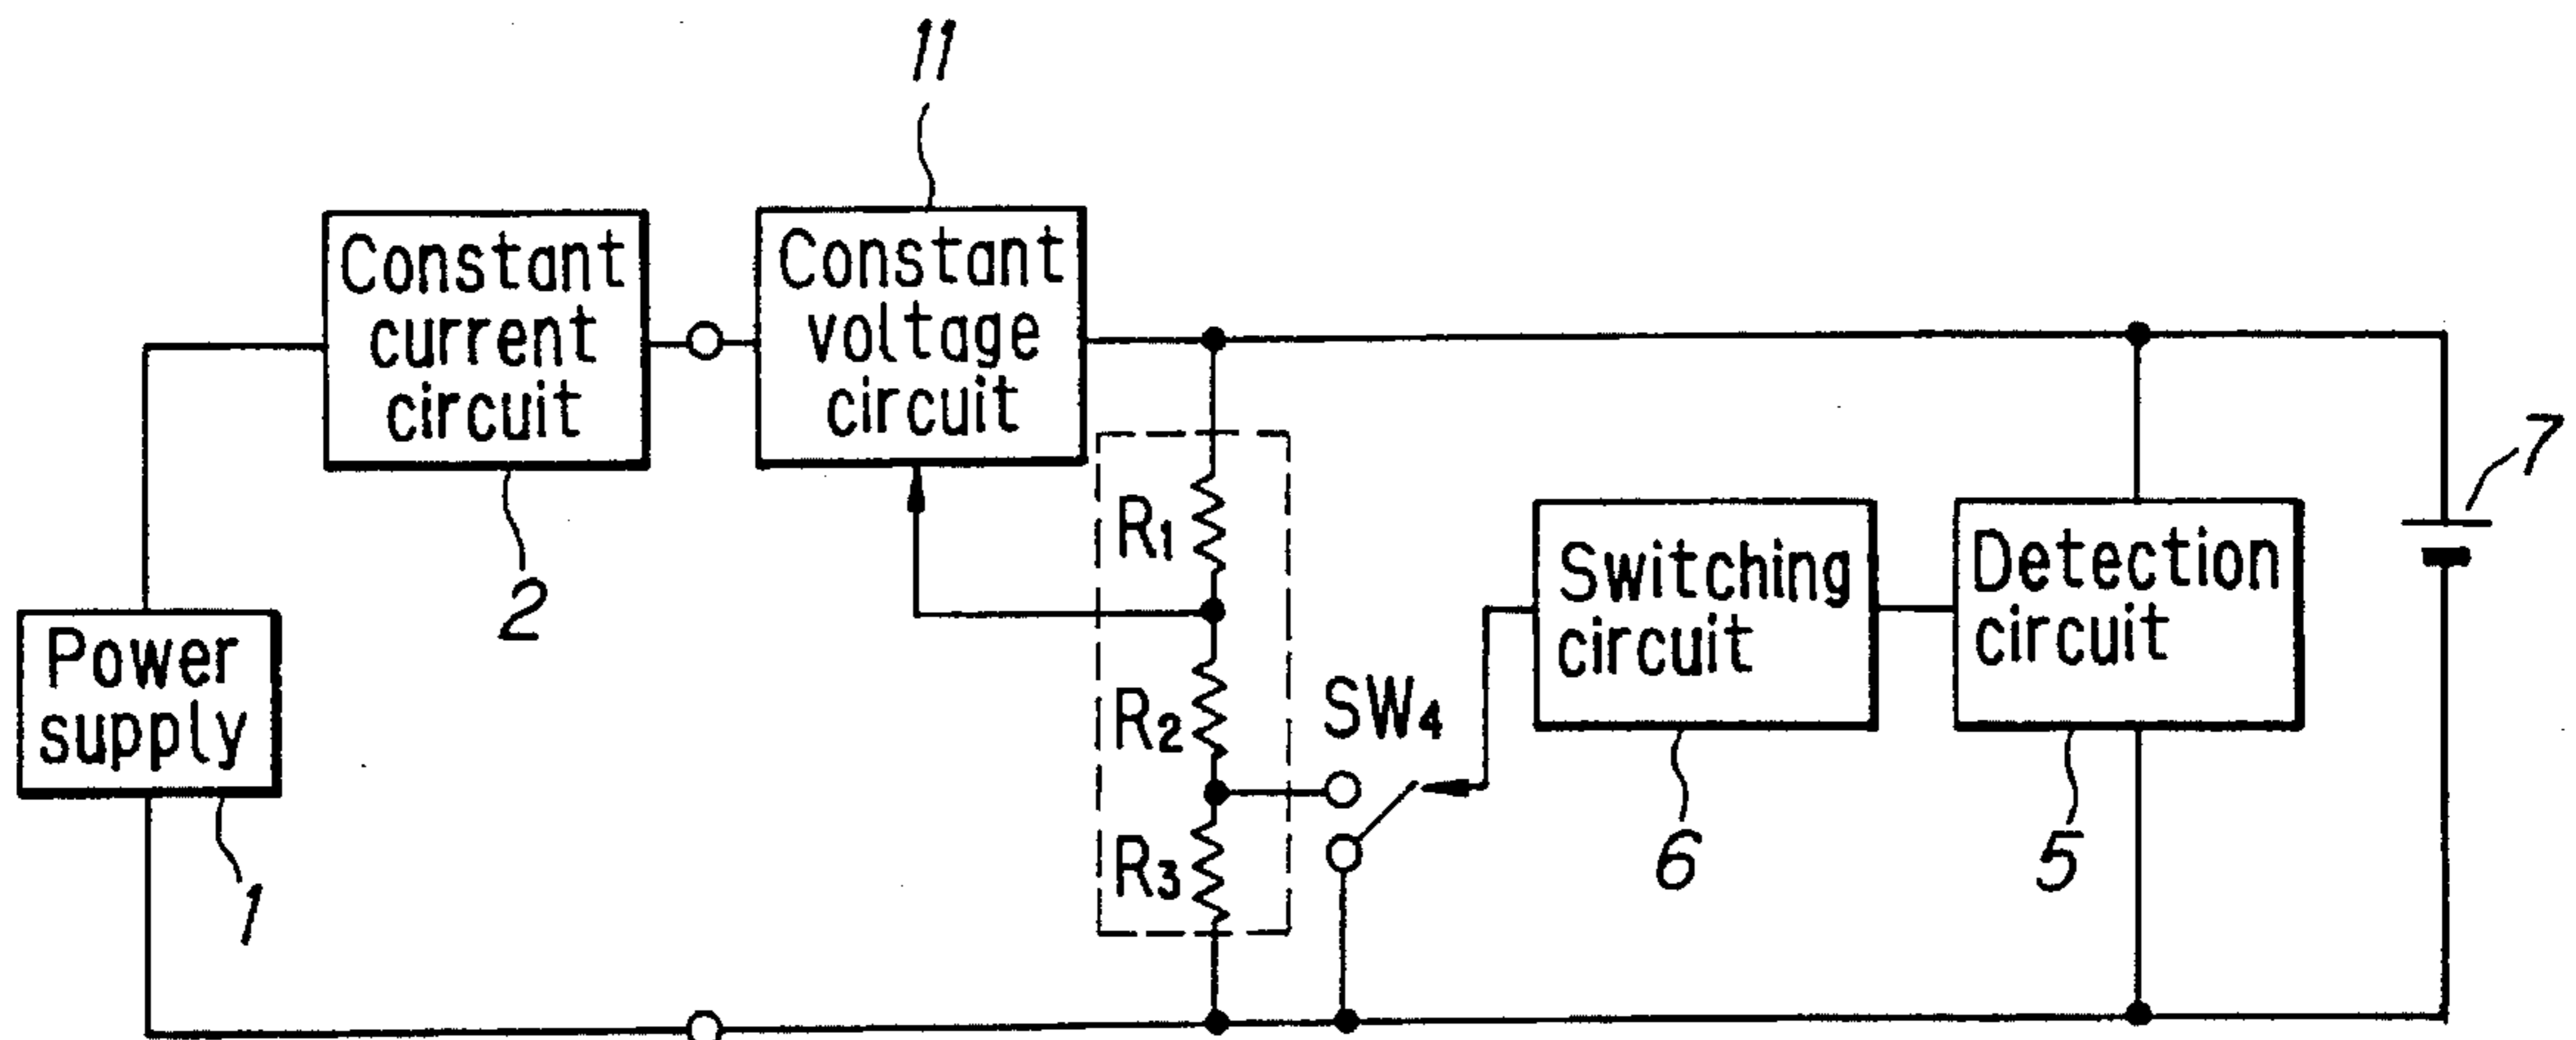 11
Constant
current
circuit
Constant
voltage
circuit
7
R1
Switching
circuit
Detection
circuit
2
Power
supply
R2
SW4
R3
6
5
1